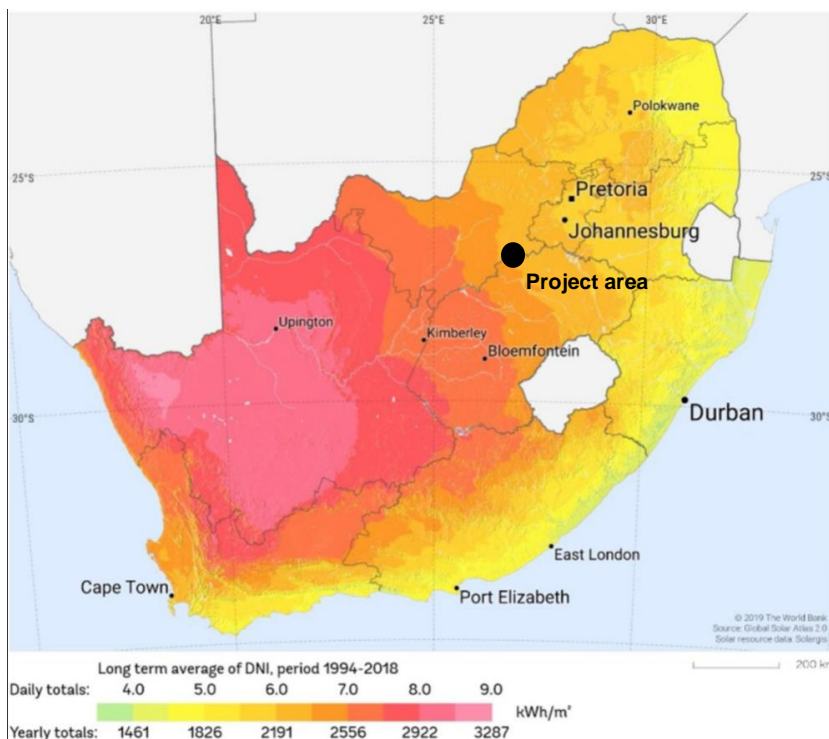 20°E 25°E 30°E
Polokwane
25°S 25°S
Pretoria
Johannesburg
Project area
Upington
Kimberley
Bloemfontein
30°S 30°S
Durban
East London
Cape Town
Port Elizabeth
© 2019 The World Bank
Source: Global Solar Atlas 2.0
Solar resource data: Solargis
Long term average of DNI, period 1994-2018
200 km
Daily totals: 4.0 5.0 6.0 7.0 8.0 9.0
kWh/m²
Yearly totals: 1461 1826 2191 2556 2922 3287